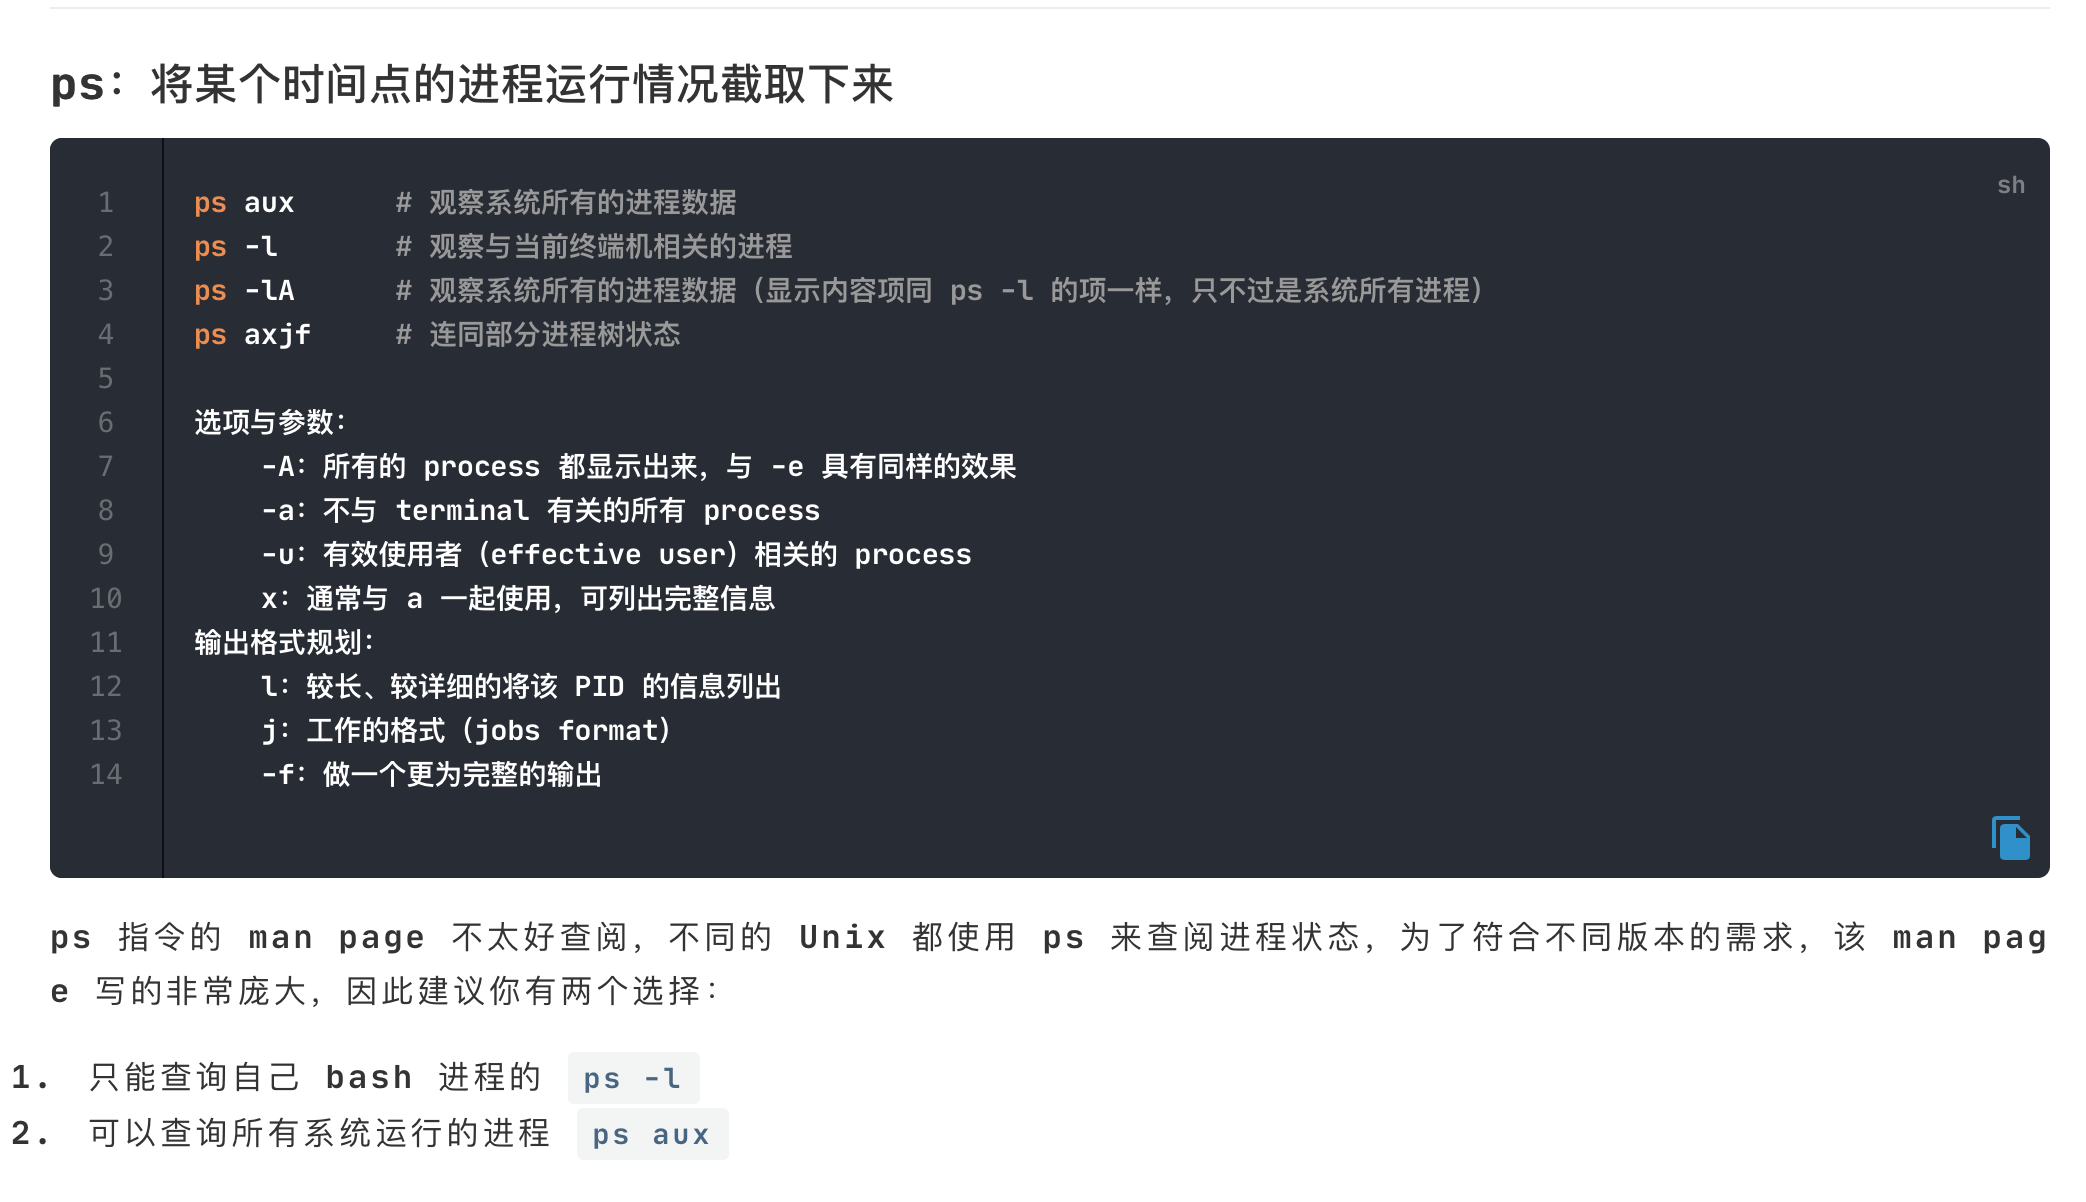 ps：将某个时间点的进程运行情况截取下来
sh
1 ps aux      # 观察系统所有的进程数据
2 ps -l       # 观察与当前终端机相关的进程
3 ps -lA      # 观察系统所有的进程数据（显示内容项同 ps -l 的项一样，只不过是系统所有进程）
4 ps axjf     # 连同部分进程树状态
5
6 选项与参数：
7     -A：所有的 process 都显示出来，与 -e 具有同样的效果
8     -a：不与 terminal 有关的所有 process
9     -u：有效使用者（effective user）相关的 process
10     x：通常与 a 一起使用，可列出完整信息
11 输出格式规划：
12     l：较长、较详细的将该 PID 的信息列出
13     j：工作的格式（jobs format）
14     -f：做一个更为完整的输出
ps 指令的 man page 不太好查阅，不同的 Unix 都使用 ps 来查阅进程状态，为了符合不同版本的需求，该 man pag
e 写的非常庞大，因此建议你有两个选择：
1. 只能查询自己 bash 进程的 ps -l
2. 可以查询所有系统运行的进程 ps aux